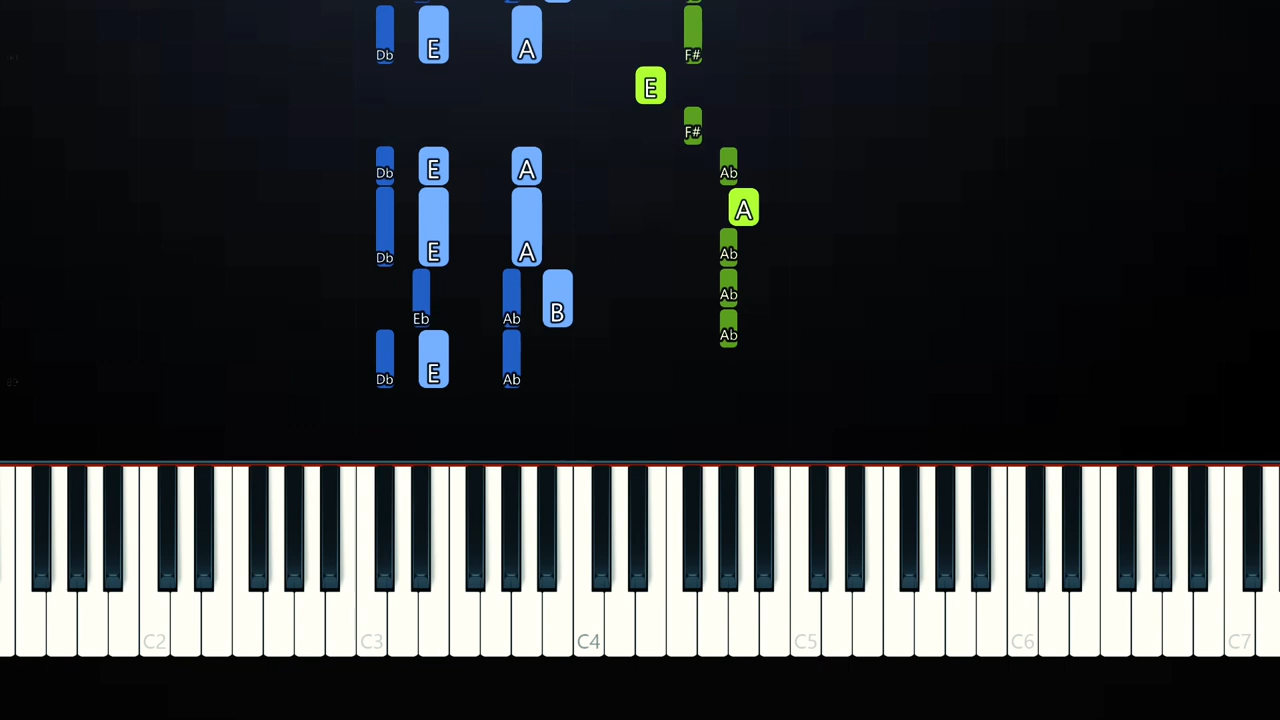 Db E A F#
E
F#
Db E A Ab
A
Db E A Ab
Ab
Eb Ab B
Ab
Db E Ab
C2 C3 C4 C5 C6 C7